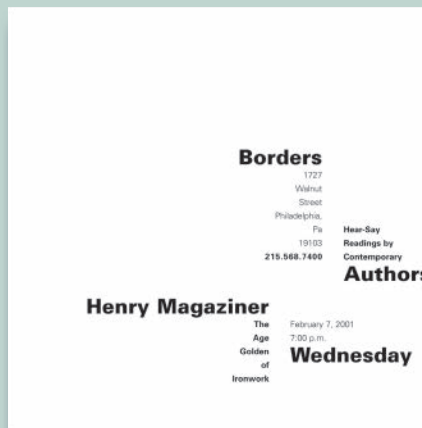 Borders
1727
Walnut
Street
Philadelphia,
Pa
19103
215.568.7400
Hear-Say
Readings by
Contemporary
Authors
Henry Magaziner
The
Age
Golden
of
Ironwork
February 7, 2001
7:00 p.m.
Wednesday